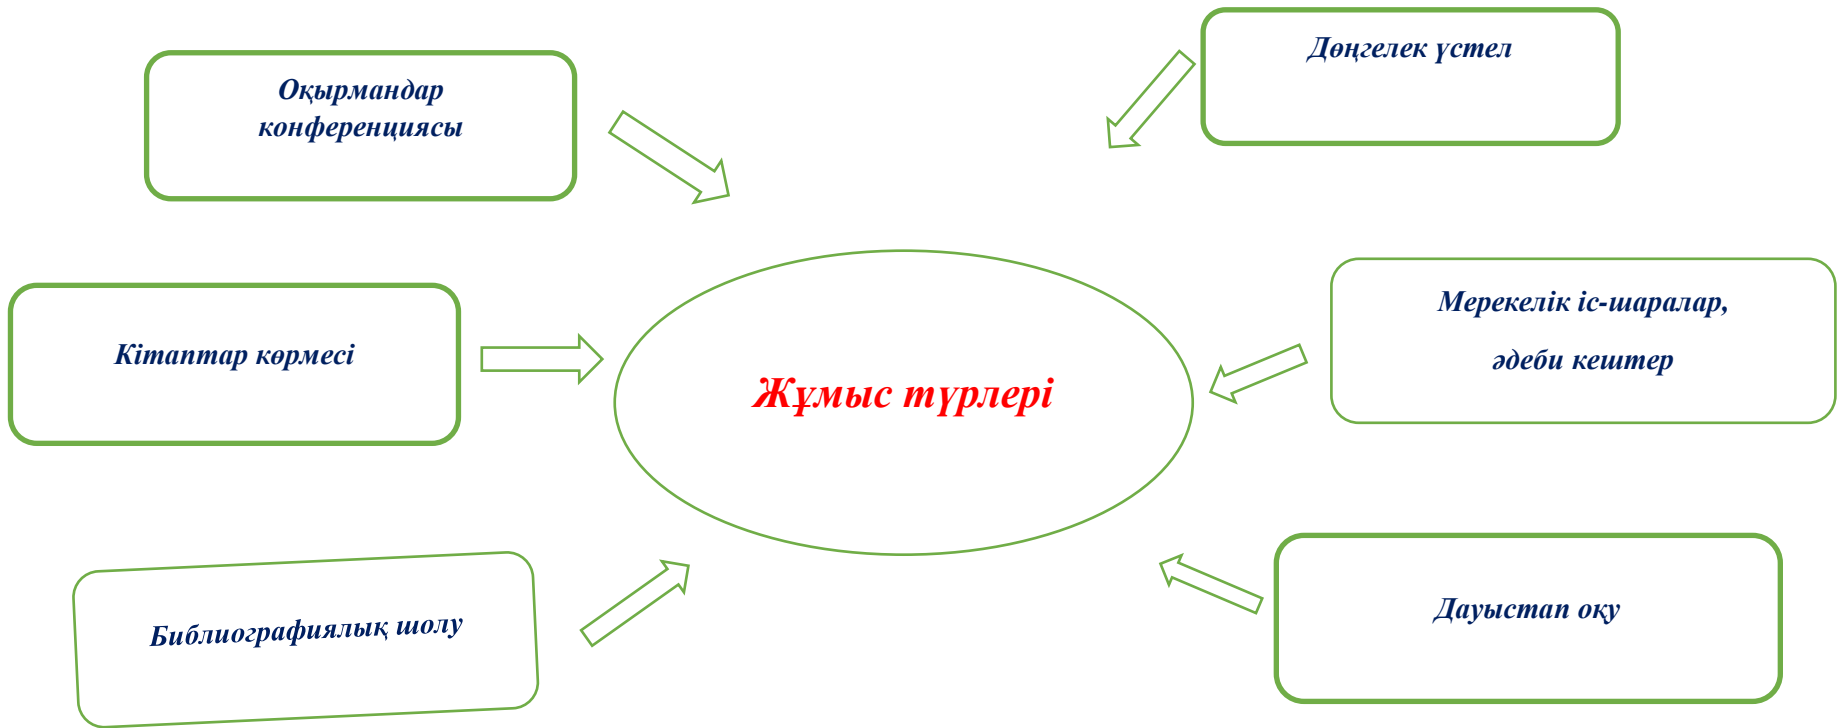 Оқырмандар
конференциясы
Дөңгелек үстел
Кітаптар көрмесі
Мерекелік іс-шаралар,
әдеби кештер
Жұмыс түрлері
Библиографиялық шолу
Дауыстап оқу